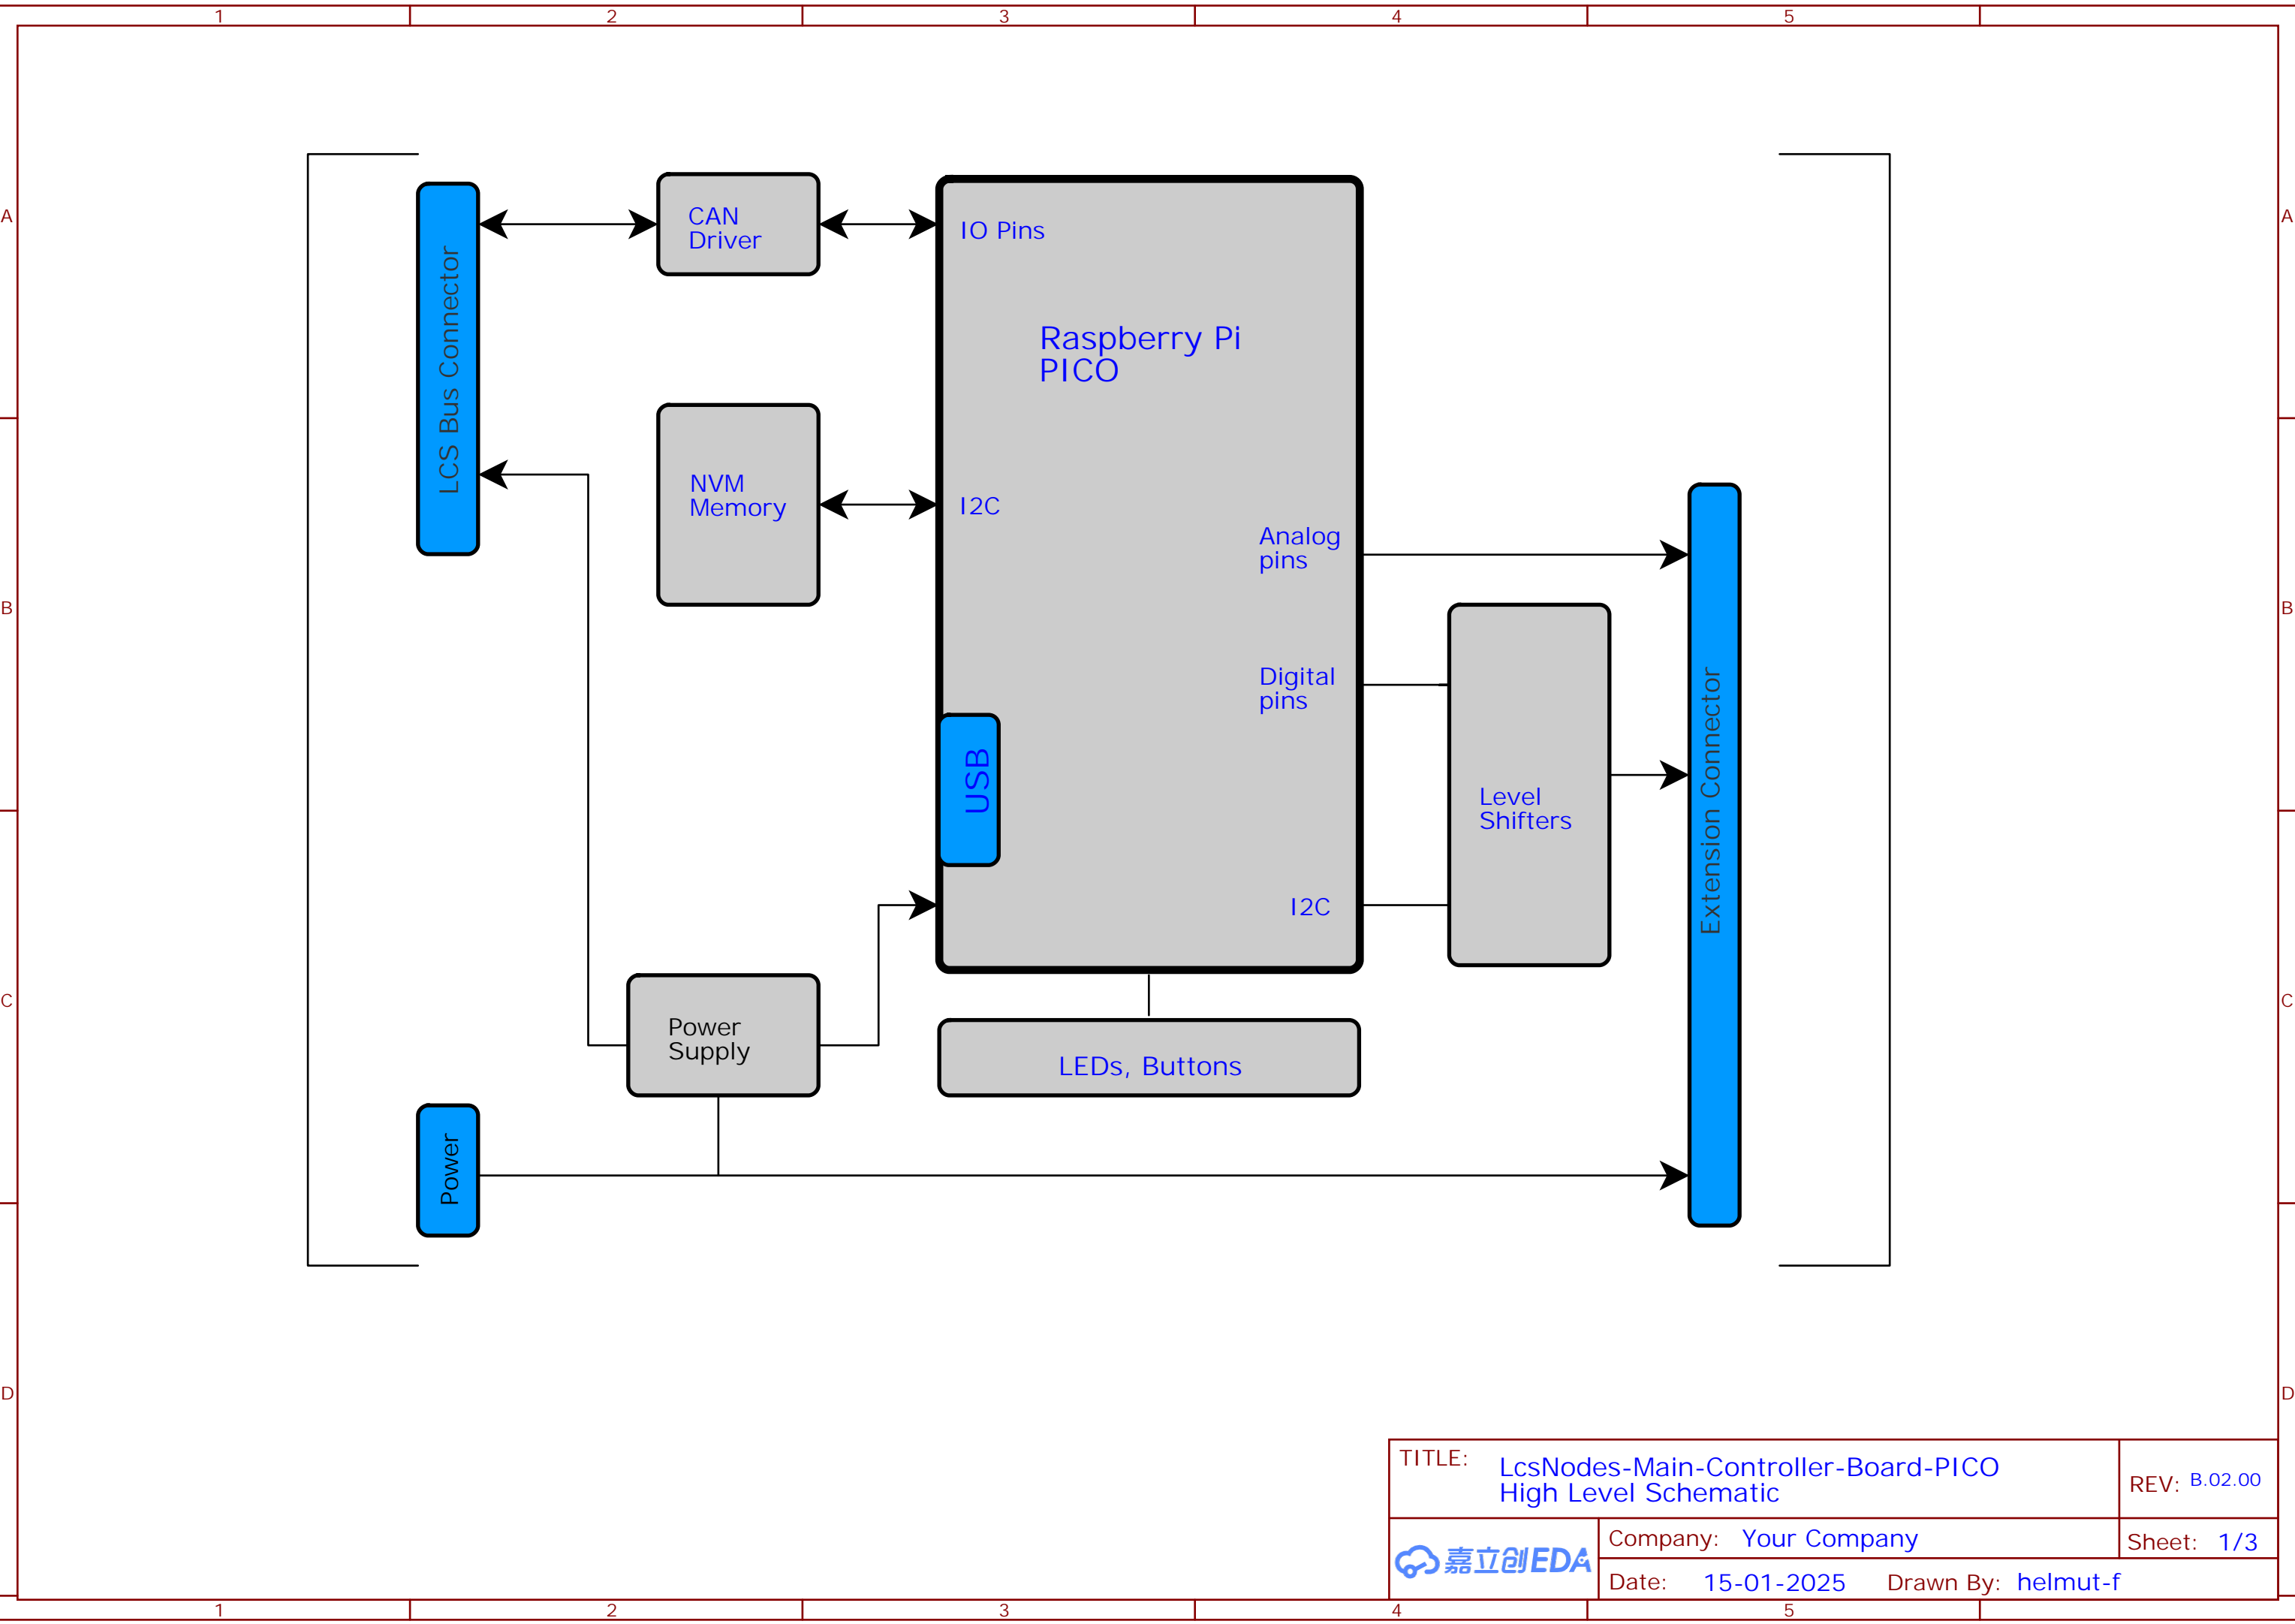 1 2 3 4 5
A A
CAN
Driver
IO Pins
LCS Bus Connector
Raspberry Pi
PICO
NVM
Memory
I2C
Analog
pins
B B
Digital
pins
USB
Level
Shifters
Extension Connector
I2C
C C
Power
Supply
LEDs, Buttons
Power
D D
TITLE:
LcsNodes-Main-Controller-Board-PICO
High Level Schematic
REV: B.02.00
嘉立创EDA
Company: Your Company
Sheet: 1/3
Date: 15-01-2025 Drawn By: helmut-f
1 2 3 4 5